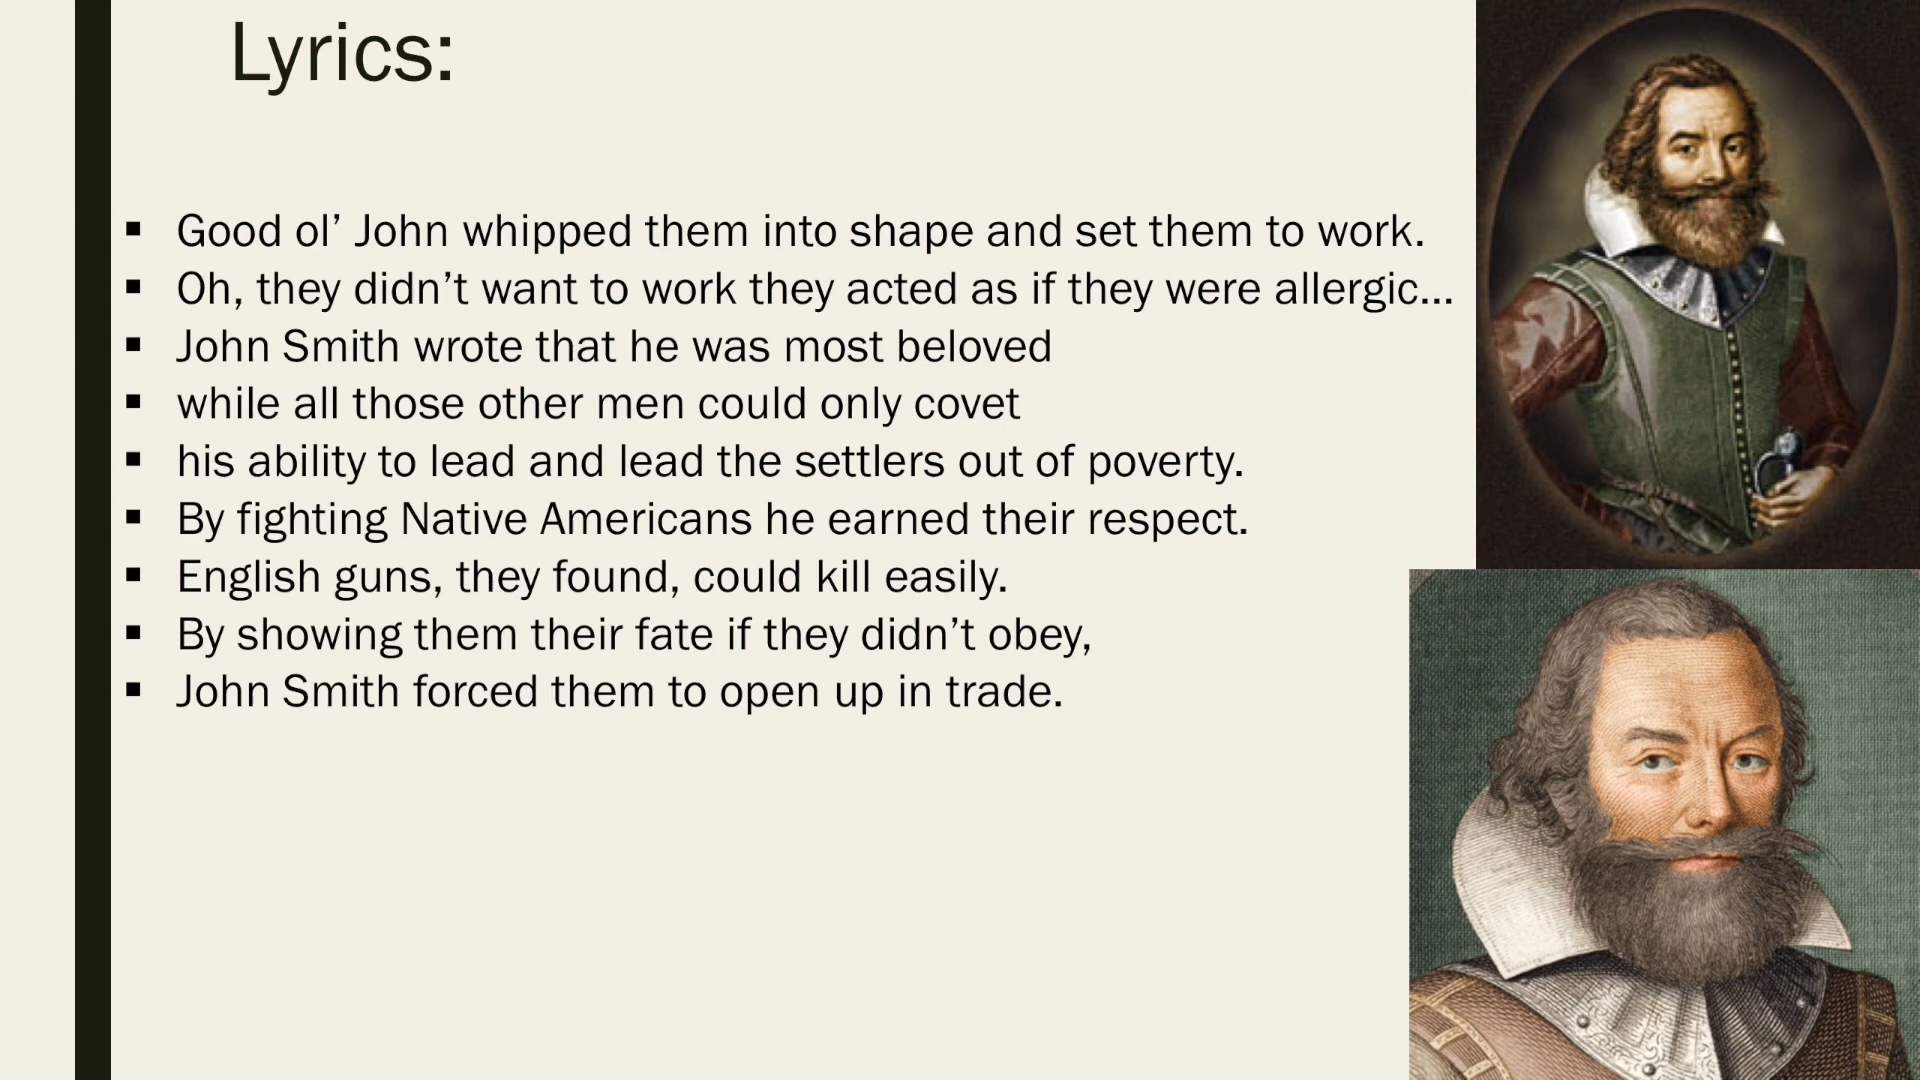 Lyrics:
▪ Good ol’ John whipped them into shape and set them to work.
▪ Oh, they didn’t want to work they acted as if they were allergic…
▪ John Smith wrote that he was most beloved
▪ while all those other men could only covet
▪ his ability to lead and lead the settlers out of poverty.
▪ By fighting Native Americans he earned their respect.
▪ English guns, they found, could kill easily.
▪ By showing them their fate if they didn’t obey,
▪ John Smith forced them to open up in trade.